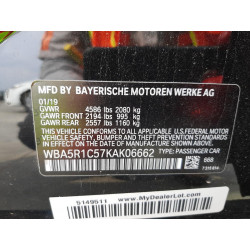 MFD BY BAYERISCHE MOTOREN WERKE AG
01/19
GVWR 4586 lbs 2080 kg
GAWR FRONT 2194 lbs 995 kg
GAWR REAR 2557 lbs 1160 kg
THIS VEHICLE CONFORMS TO ALL APPLICABLE
FEDERAL MOTOR VEHICLE SAFETY, BUMPER,
AND THEFT PREVENTION STANDARDS IN
EFFECT ON THE DATE OF MANUFACTURE
SHOWN ABOVE.
WBA5R1C57KAK06662 TYPE: PASSENGER CAR
668
www.MyDealerLot.com